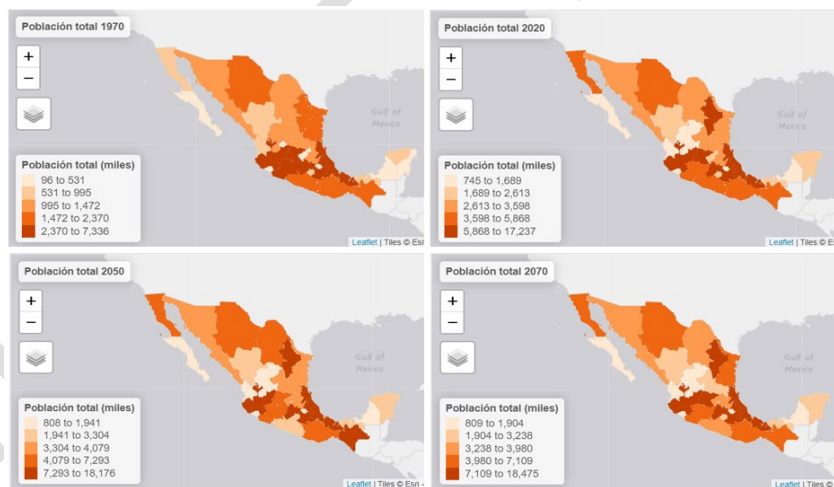 Población total 1970
+
−
Gulf of
Mexico
Población total (miles)
96 to 531
531 to 995
995 to 1,472
1,472 to 2,370
2,370 to 7,336
Leaflet | Tiles © Esri
Población total 2020
+
−
Gulf of
Mexico
Población total (miles)
745 to 1,689
1,689 to 2,613
2,613 to 3,598
3,598 to 5,868
5,868 to 17,237
Leaflet | Tiles © E
Población total 2050
+
−
Gulf of
Mexico
Población total (miles)
808 to 1,941
1,941 to 3,304
3,304 to 4,079
4,079 to 7,293
7,293 to 18,176
Leaflet | Tiles © Esri -
Población total 2070
+
−
Gulf of
Mexico
Población total (miles)
809 to 1,904
1,904 to 3,238
3,238 to 3,980
3,980 to 7,109
7,109 to 18,475
Leaflet | Tiles © Es